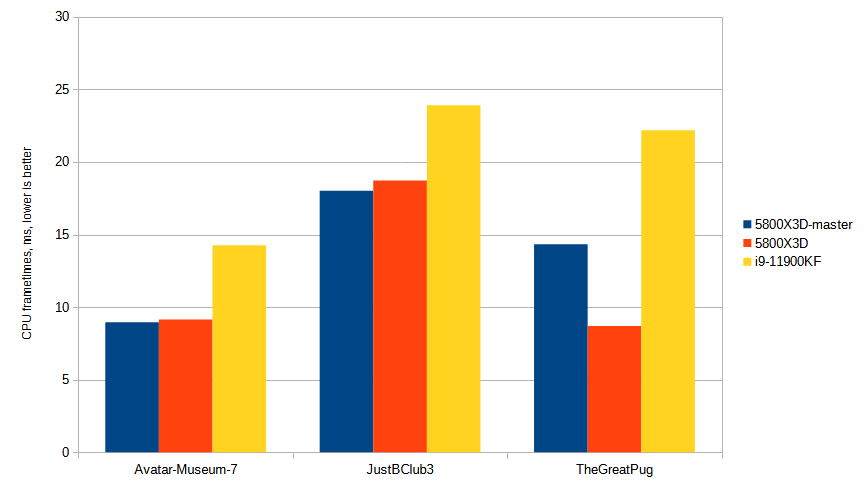 30
25
20
15
10
5
0
CPU frametimes, ms, lower is better
Avatar-Museum-7
JustBClub3
TheGreatPug
5800X3D-master
5800X3D
i9-11900KF